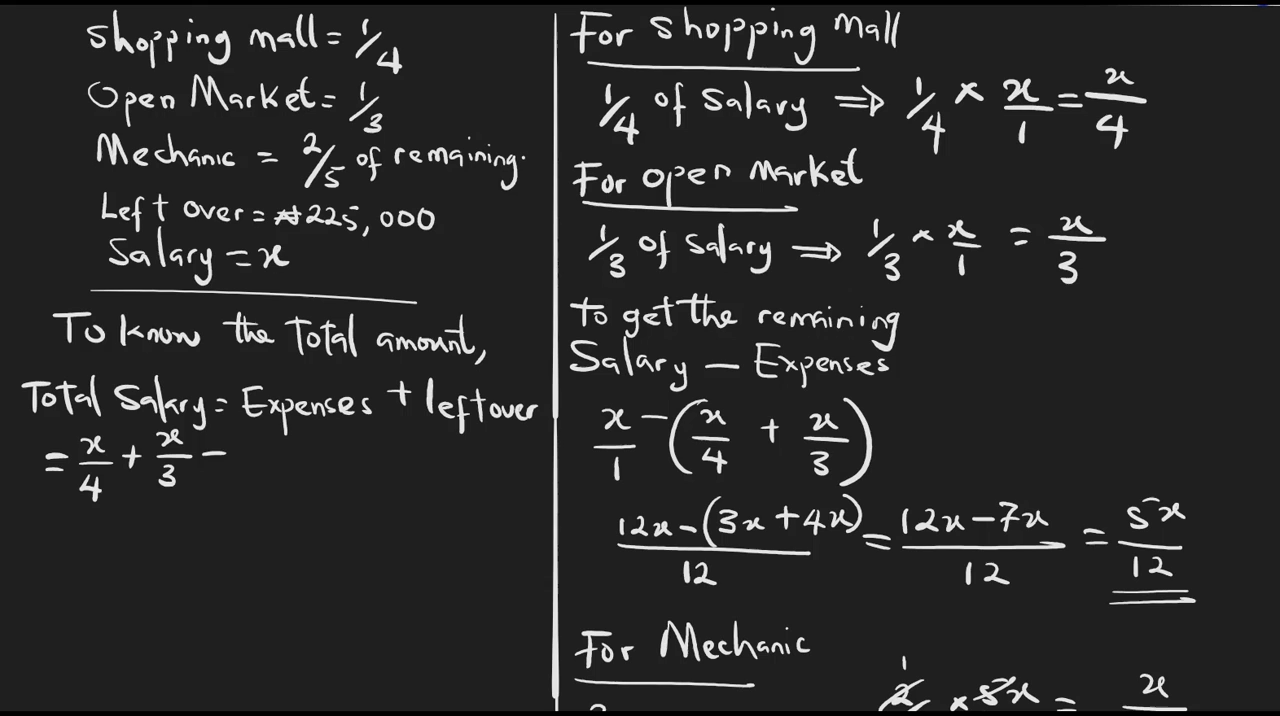 Shopping mall = 1/4
Open Market = 1/3
Mechanic = 2/5 of remaining.
Left over = ₦225,000
Salary = x
To know the Total amount,
Total Salary = Expenses + leftover
= x/4 + x/3 −
For Shopping Mall
1/4 of Salary ⇒ 1/4 × x/1 = x/4
For Open Market
1/3 of Salary ⇒ 1/3 × x/1 = x/3
To get the remaining
Salary − Expenses
x/1 − (x/4 + x/3)
12x − (3x + 4x)/12 = 12x − 7x/12 = 5x/12
For Mechanic
1
2 × 5x = x